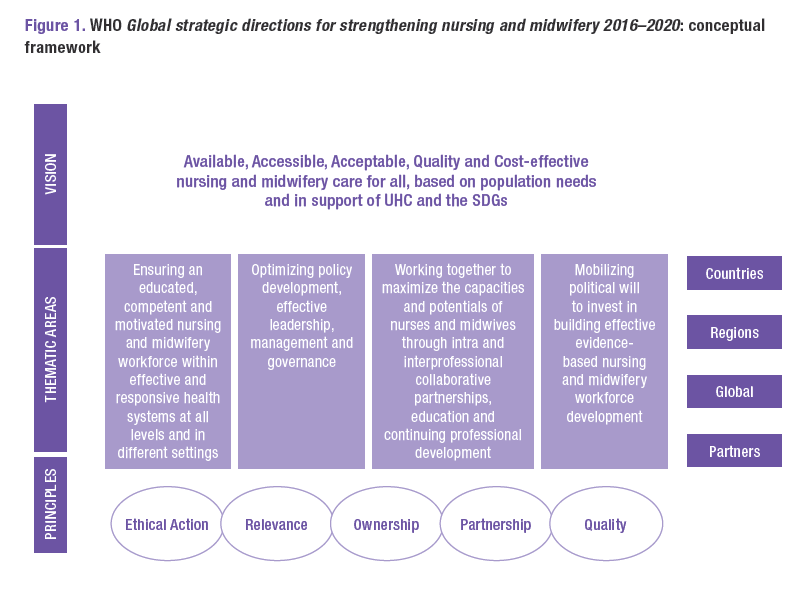 Figure 1. WHO Global strategic directions for strengthening nursing and midwifery 2016–2020: conceptual
framework
VISION
Available, Accessible, Acceptable, Quality and Cost-effective
nursing and midwifery care for all, based on population needs
and in support of UHC and the SDGs
THEMATIC AREAS
Ensuring an
educated,
competent and
motivated nursing
and midwifery
workforce within
effective and
responsive health
systems at all
levels and in
different settings
Optimizing policy
development,
effective
leadership,
management and
governance
Working together to
maximize the capacities
and potentials of
nurses and midwives
through intra and
interprofessional
collaborative
partnerships,
education and
continuing professional
development
Mobilizing
political will
to invest in
building effective
evidence-
based nursing
and midwifery
workforce
development
Countries
Regions
Global
Partners
PRINCIPLES
Ethical Action
Relevance
Ownership
Partnership
Quality